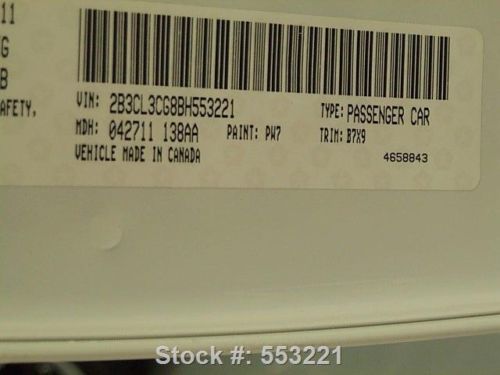 11
G
B
AFETY,
VIN: 2B3CL3CG8BH553221 TYPE: PASSENGER CAR
MDH: 042711 138AA PAINT: PW7 TRIM: B7X9
VEHICLE MADE IN CANADA 4658843
Stock #: 553221